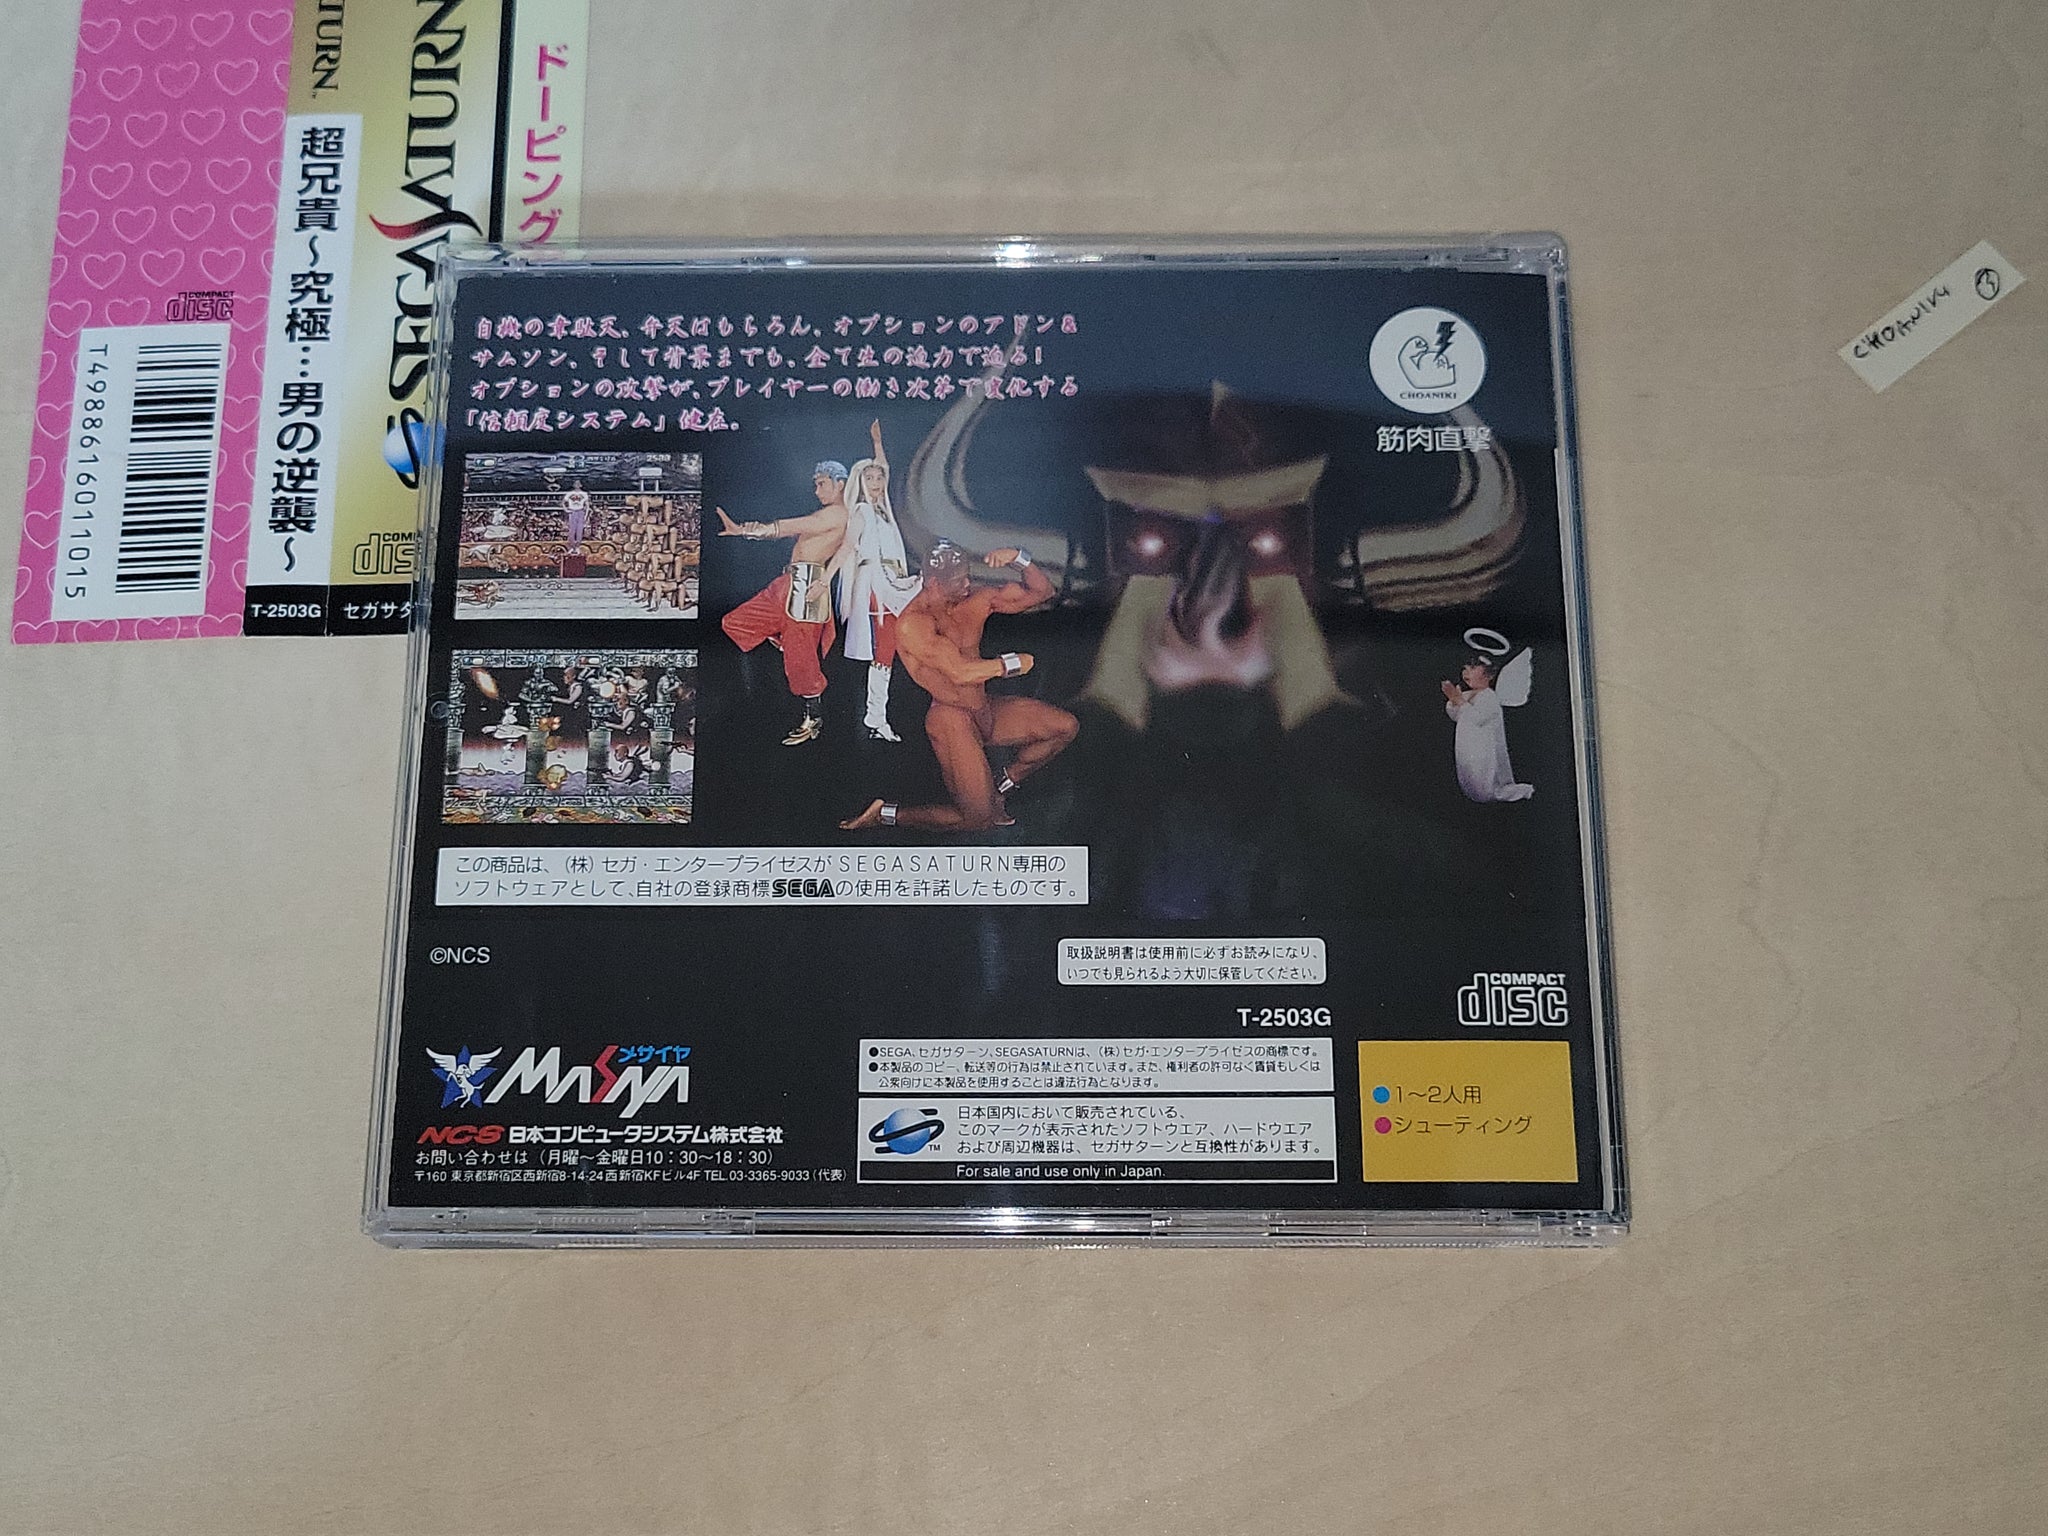 ドーピング
TURN
SATURN
超兄貴～究極…男の逆襲～
COMPACT
disc
T4988616011015
T-2503G
セガサタ
自機の韋駄天、弁天はもちろん、オプションのアドン&
サムソン、そして背景までも、全て生の迫力で迫る!
オプションの攻撃が、プレイヤーの働き次第で変化する
「信頼度システム」健在。
CHOANIKI
筋肉直撃
CHOANIKI
この商品は、(株)セガ・エンタープライゼスがSEGASATURN専用の
ソフトウェアとして、自社の登録商標SEGAの使用を許諾したものです。
©NCS
取扱説明書は使用前に必ずお読みになり、
いつでも見られるよう大切に保管してください。
T-2503G
COMPACT
disc
メサイヤ
MASAYA
NCS 日本コンピュータシステム株式会社
お問い合わせは(月曜～金曜日10:30～18:30)
〒160 東京都新宿区西新宿8-14-24 西新宿KFビル4F TEL.03-3365-9033(代表)
●SEGA、セガサターン、SEGASATURNは、(株)セガ・エンタープライゼスの商標です。
●本製品のコピー、転送等の行為は禁止されています。また、権利者の許可なく賃貸もしくは
公衆向けに本製品を使用することは違法行為となります。
日本国内において販売されている、
このマークが表示されたソフトウエア、ハードウエア
および周辺機器は、セガサターンと互換性があります。
TM
For sale and use only in Japan.
●1～2人用
●シューティング